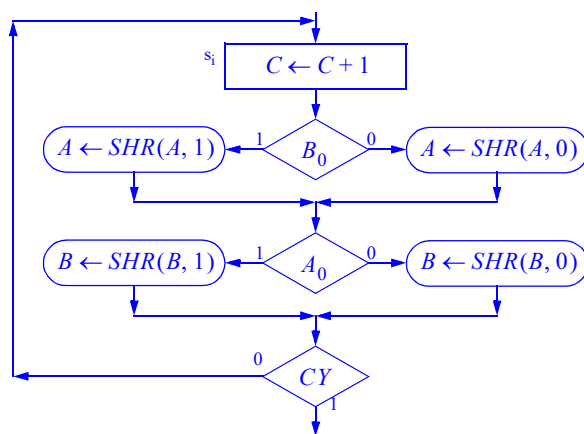 s_i
C ← C + 1
1 B_0 0
A ← SHR(A, 1)
A ← SHR(A, 0)
1 A_0 0
B ← SHR(B, 1)
B ← SHR(B, 0)
0 CY
1